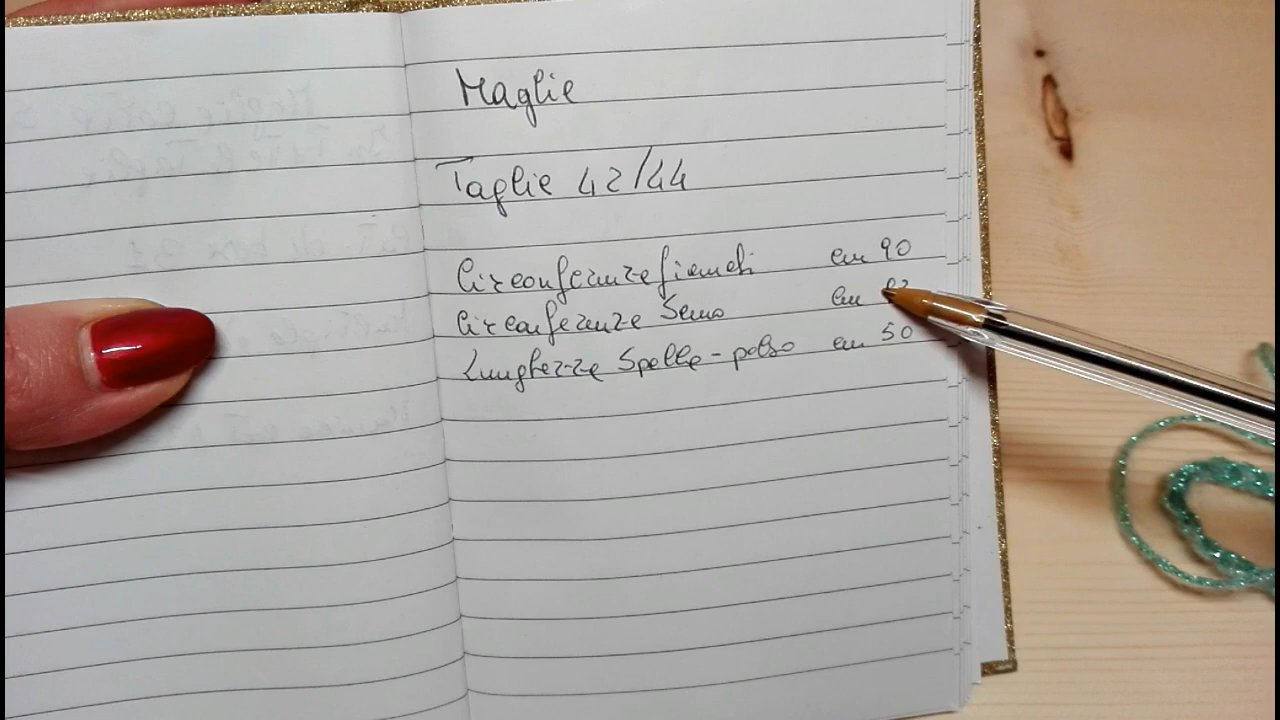 Maglie
Taglie 42/44
Circonferenza fianchi cm 90
Circonferenza Seno cm
Lunghezza Spalla - polso cm 50